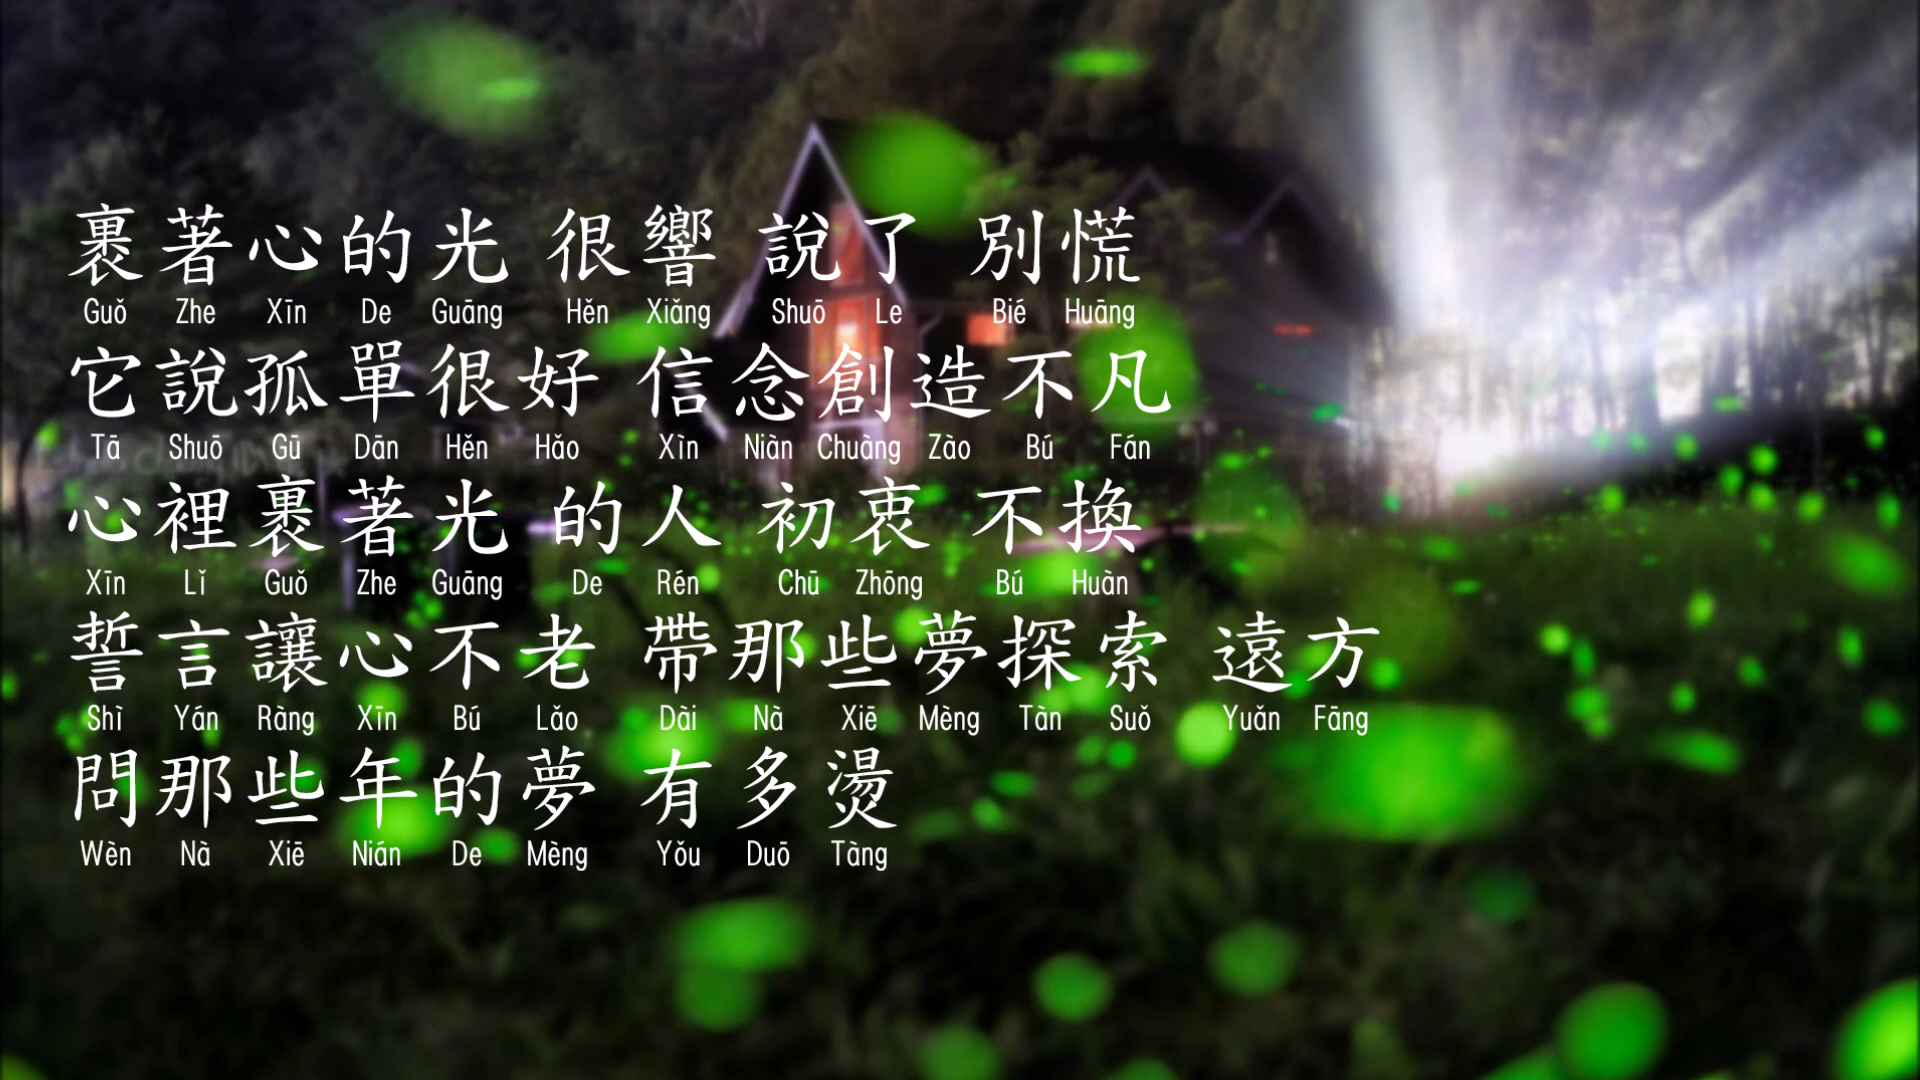 裹著心的光 很響 說了 別慌
Guǒ Zhe Xīn De Guāng Hěn Xiǎng Shuō Le Bié Huāng
它說孤單很好 信念創造不凡
Tā Shuō Gū Dān Hěn Hǎo Xìn Niàn Chuàng Zào Bú Fán
心裡裹著光 的人 初衷 不換
Xīn Lǐ Guǒ Zhe Guāng De Rén Chū Zhōng Bú Huàn
誓言讓心不老 帶那些夢探索 遠方
Shì Yán Ràng Xīn Bú Lǎo Dài Nà Xiē Mèng Tàn Suǒ Yuǎn Fāng
問那些年的夢 有多燙
Wèn Nà Xiē Nián De Mèng Yǒu Duō Tàng